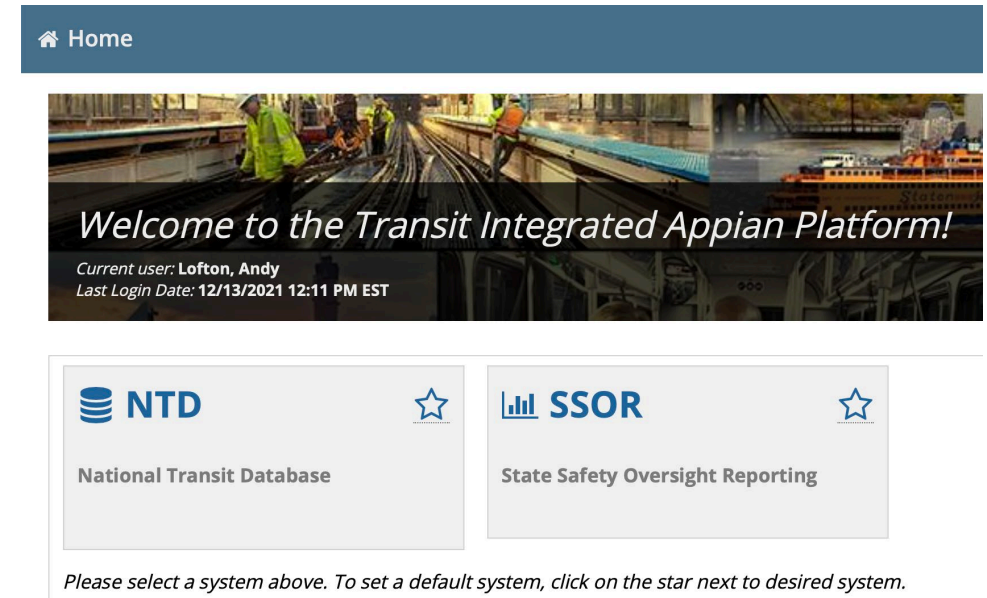 Home
Welcome to the Transit Integrated Appian Platform!
Current user: Lofton, Andy
Last Login Date: 12/13/2021 12:11 PM EST
NTD
National Transit Database
SSOR
State Safety Oversight Reporting
Please select a system above. To set a default system, click on the star next to desired system.